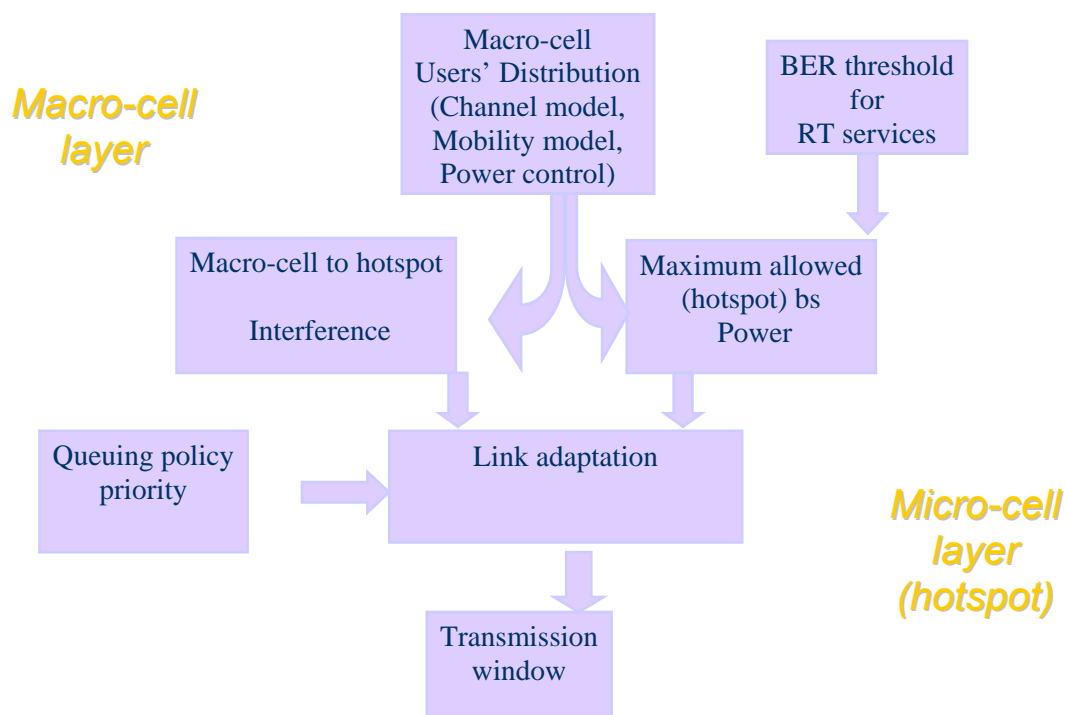 Macro-cell
layer
Macro-cell
Users’ Distribution
(Channel model,
Mobility model,
Power control)
BER threshold
for
RT services
Macro-cell to hotspot
Interference
Maximum allowed
(hotspot) bs
Power
Queuing policy
priority
Link adaptation
Micro-cell
layer
(hotspot)
Transmission
window